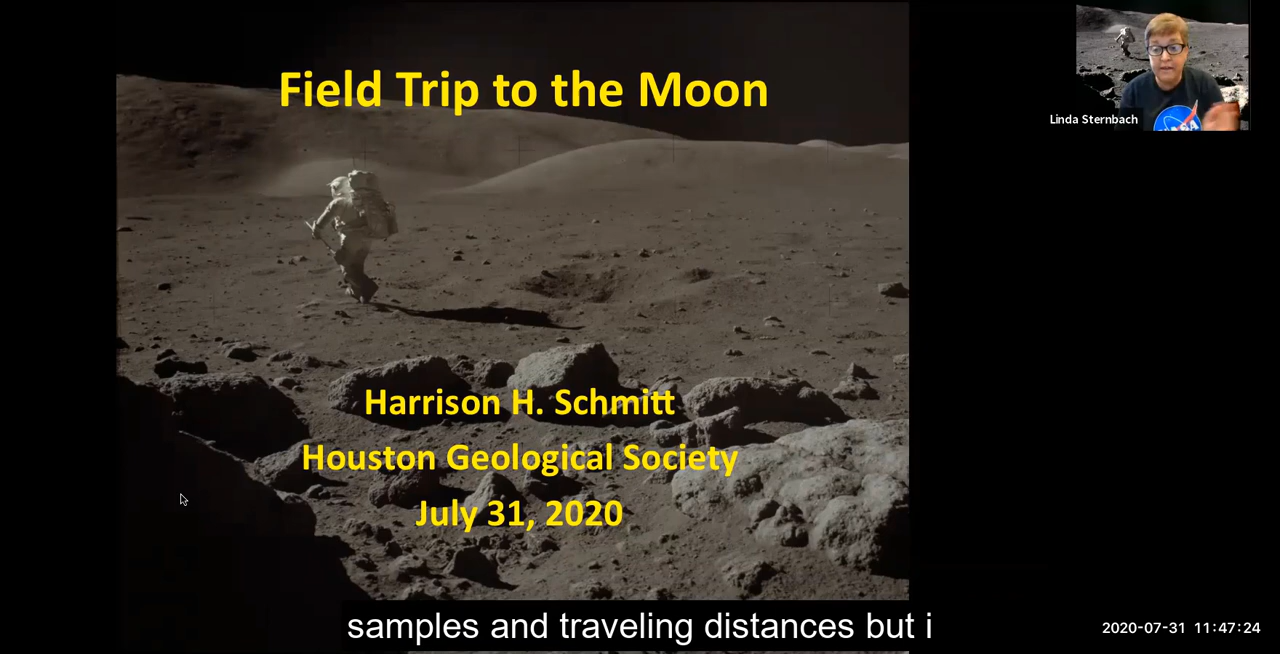 Field Trip to the Moon
Linda Sternbach
NASA
Harrison H. Schmitt
Houston Geological Society
July 31, 2020
samples and traveling distances but i
2020-07-31 11:47:24